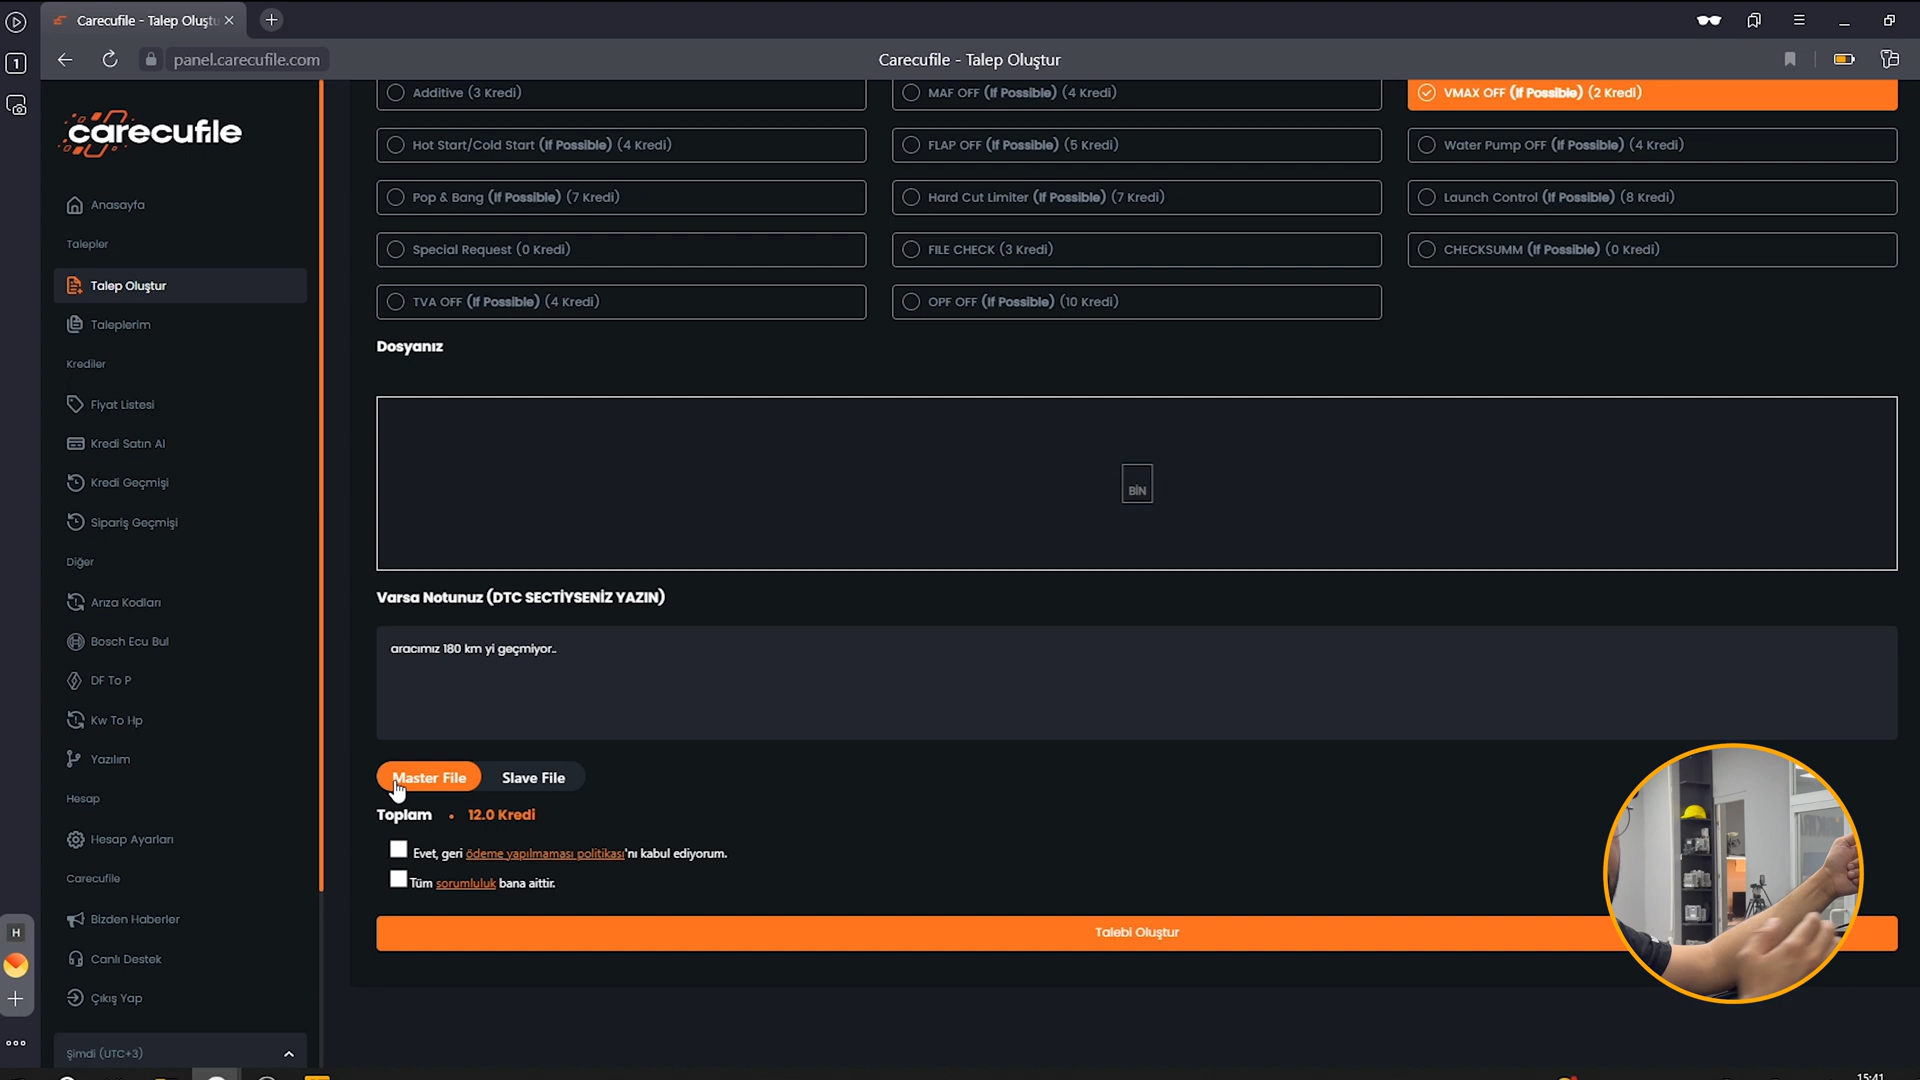 Carecufile - Talep Oluştu
1
panel.carecufile.com
Carecufile - Talep Oluştur
carecufile
Anasayfa
Talepler
Talep Oluştur
Taleplerim
Krediler
Fiyat Listesi
Kredi Satın Al
Kredi Geçmişi
Sipariş Geçmişi
Diğer
Arıza Kodları
Bosch Ecu Bul
DF To P
Kw To Hp
Yazılım
Hesap
Hesap Ayarları
Carecufile
Bizden Haberler
Canlı Destek
Çıkış Yap
Şimdi (UTC+3)
H
Additive (3 Kredi)
MAF OFF (If Possible) (4 Kredi)
VMAX OFF (If Possible) (2 Kredi)
Hot Start/Cold Start (If Possible) (4 Kredi)
FLAP OFF (If Possible) (5 Kredi)
Water Pump OFF (If Possible) (4 Kredi)
Pop & Bang (If Possible) (7 Kredi)
Hard Cut Limiter (If Possible) (7 Kredi)
Launch Control (If Possible) (8 Kredi)
Special Request (0 Kredi)
FILE CHECK (3 Kredi)
CHECKSUMM (If Possible) (0 Kredi)
TVA OFF (If Possible) (4 Kredi)
OPF OFF (If Possible) (10 Kredi)
Dosyanız
BİN
Varsa Notunuz (DTC SECTİYSENİZ YAZIN)
aracımız 180 km yi geçmiyor..
Master File
Slave File
Toplam • 12.0 Kredi
Evet, geri ödeme yapılmaması politikası'nı kabul ediyorum.
Tüm sorumluluk bana aittir.
Talebi Oluştur
15:41